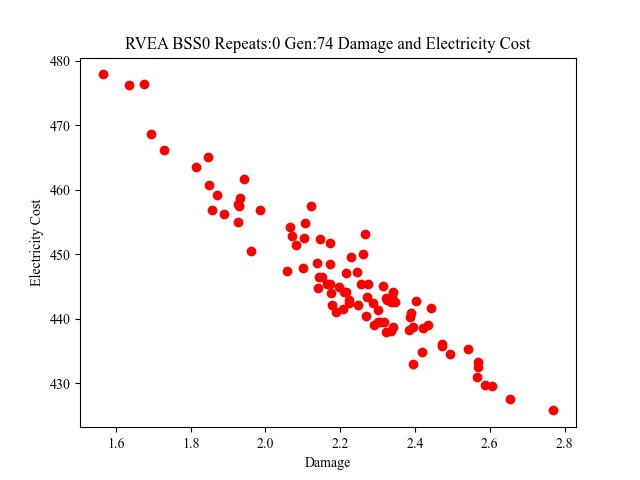 RVEA BSS0 Repeats:0 Gen:74 Damage and Electricity Cost
480
470
460
450
440
430
Electricity Cost
1.6 1.8 2.0 2.2 2.4 2.6 2.8
Damage